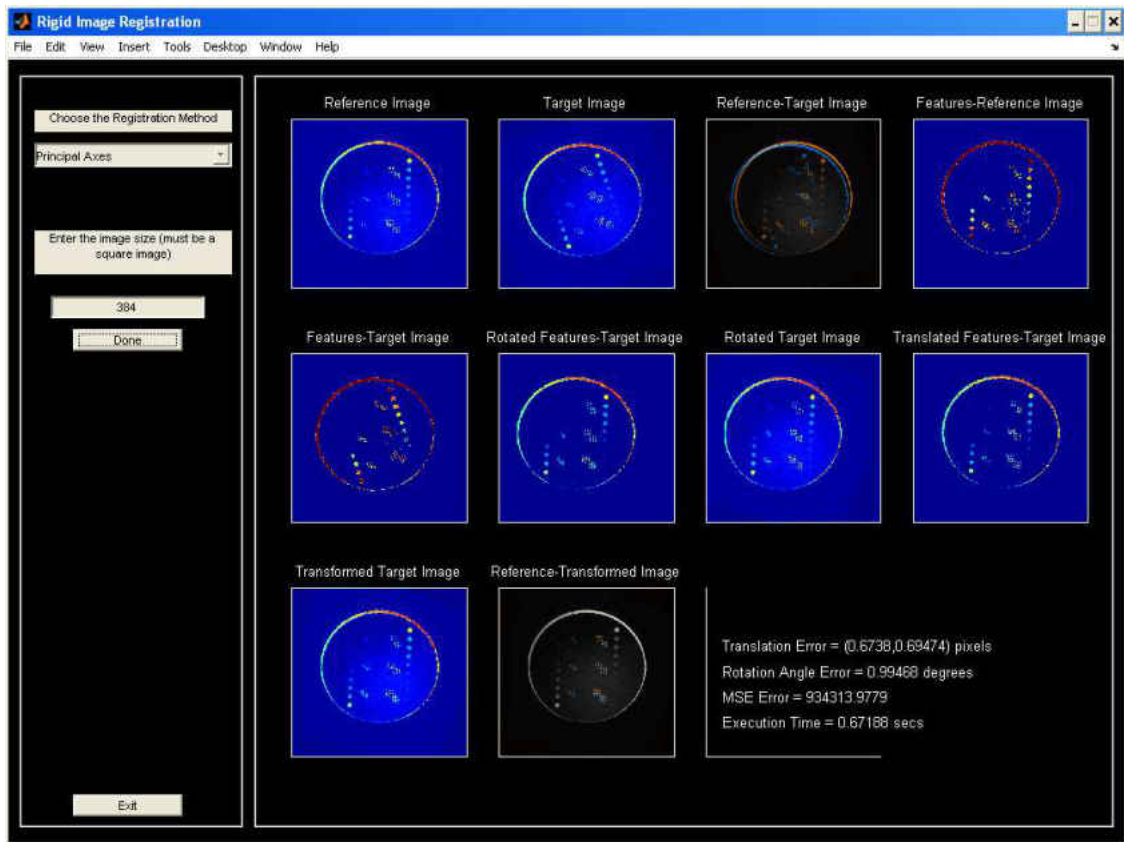 Rigid Image Registration
File Edit View Insert Tools Desktop Window Help
Choose the Registration Method
Principal Axes
Enter the image size (must be a
square image)
384
Done
Exit
Reference Image Target Image Reference-Target Image Features-Reference Image
Features-Target Image Rotated Features-Target Image Rotated Target Image Translated Features-Target Image
Transformed Target Image Reference-Transformed Image
Translation Error = (0.6738,0.69474) pixels
Rotation Angle Error = 0.99468 degrees
MSE Error = 934313.9779
Execution Time = 0.67188 secs